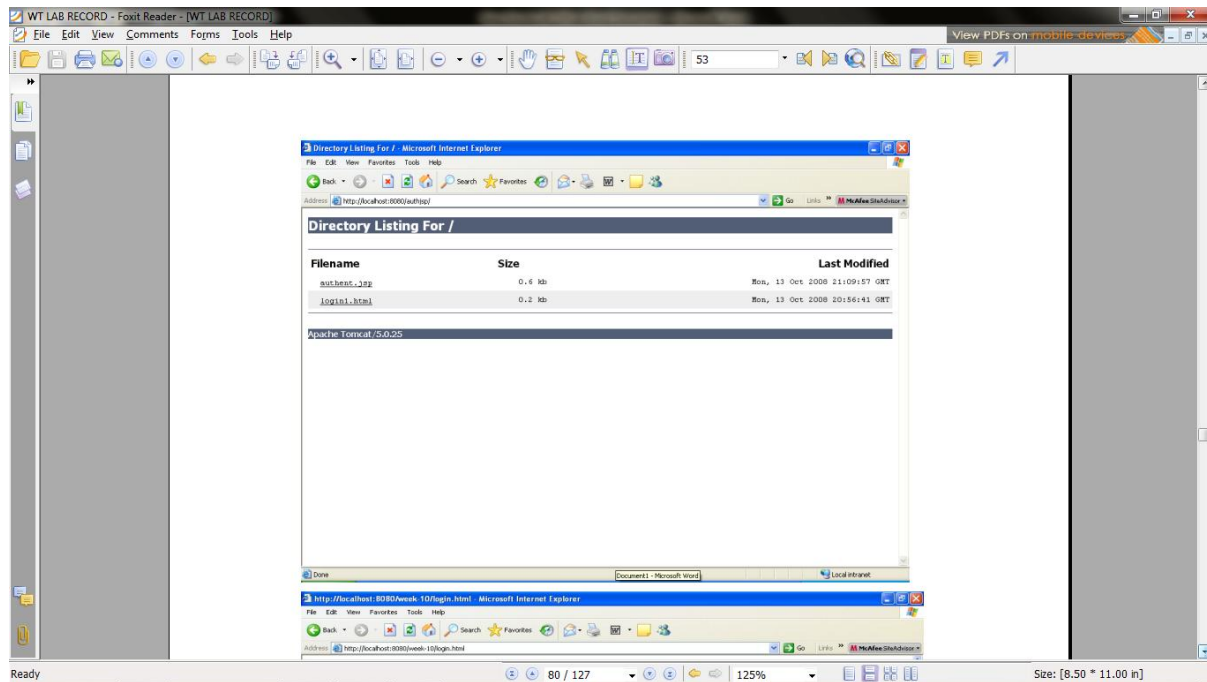 WT LAB RECORD - Foxit Reader - [WT LAB RECORD]
File Edit View Comments Forms Tools Help
View PDFs on mobile devices
53
Directory Listing For / - Microsoft Internet Explorer
File Edit View Favorites Tools Help
Back Search Favorites
Address http://localhost:8080/authjsp/ Go Links McAfee SiteAdvisor
Directory Listing For /
Filename Size Last Modified
authent.jsp 0.6 kb Mon, 13 Oct 2008 21:09:57 GMT
login1.html 0.2 kb Mon, 13 Oct 2008 20:56:41 GMT
Apache Tomcat/5.0.25
Done Document1 - Microsoft Word Local intranet
http://localhost:8080/week-10/login.html - Microsoft Internet Explorer
File Edit View Favorites Tools Help
Back Search Favorites
Address http://localhost:8080/week-10/login.html Go Links McAfee SiteAdvisor
Ready 80 / 127 125% Size: [8.50 * 11.00 in]